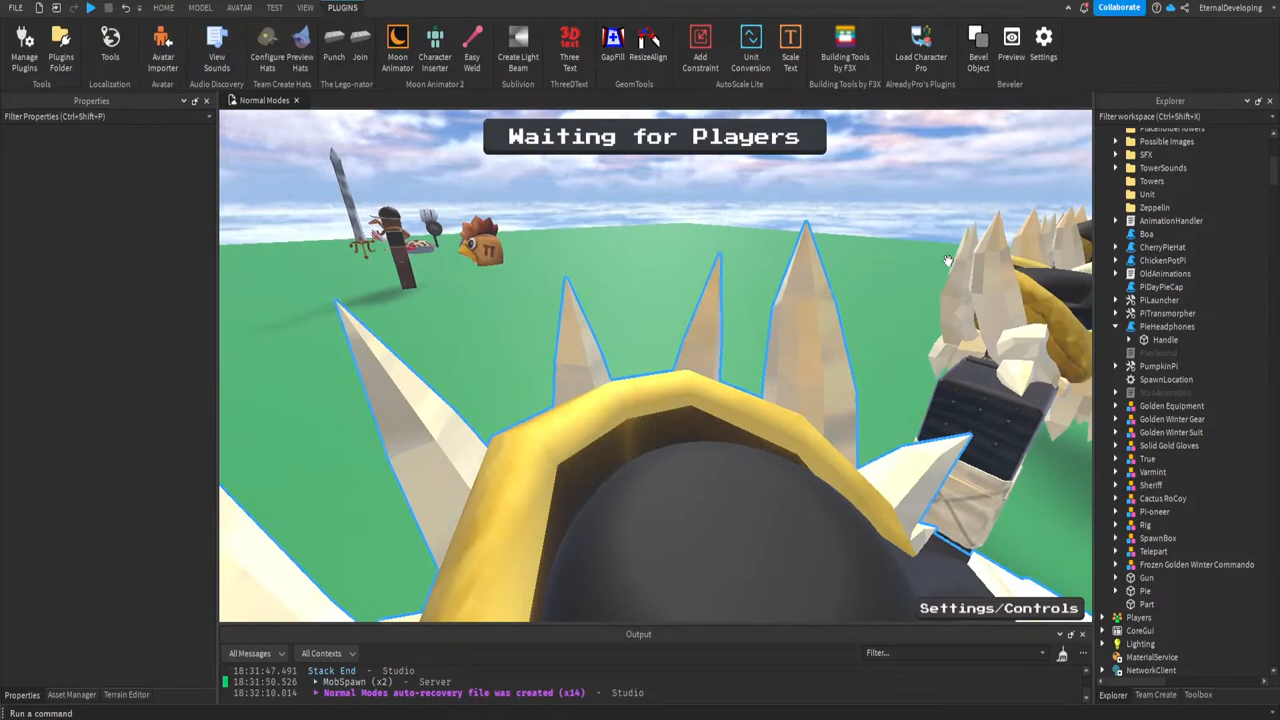 FILE
HOME
MODEL
AVATAR
TEST
VIEW
PLUGINS
Collaborate
EternalDeveloping
Manage Plugins
Plugins Folder
Tools
Avatar Importer
View Sounds
Configure Hats
Preview Hats
Punch
Join
Moon Animator
Character Inserter
Easy Weld
Create Light Beam
Three Text
GapFill
ResizeAlign
Add Constraint
Unit Conversion
Scale Text
Building Tools by F3X
Load Character Pro
Bevel Object
Preview
Settings
Tools
Localization
Avatar
Audio Discovery
Team Create Hats
The Lego-nator
Moon Animator 2
Sublivion
ThreeDText
GeomTools
AutoScale Lite
Building Tools by F3X
AlreadyPro's Plugins
Beveler
Properties
Normal Modes
Explorer
Filter Properties (Ctrl+Shift+P)
Filter workspace (Ctrl+Shift+X)
Waiting for Players
Possible Images
SFX
TowerSounds
Towers
Unit
Zeppelin
AnimationHandler
Boa
CherryPieHat
ChickenPotPi
OldAnimations
PiDayPieCap
PiLauncher
PiTransmorpher
PieHeadphones
Handle
PlaySound
PumpkinPi
SpawnLocation
StunAnimation
Golden Equipment
Golden Winter Gear
Golden Winter Suit
Solid Gold Gloves
True
Varmint
Sheriff
Cactus RoCoy
PI-oneer
Rig
SpawnBox
Telepart
Frozen Golden Winter Commando
Gun
Pie
Part
Players
CoreGui
Lighting
MaterialService
NetworkClient
Settings/Controls
Output
All Messages
All Contexts
Filter...
18:31:47.491 Stack End - Studio
18:31:50.526 MobSpawn (x2) - Server
18:32:10.014 Normal Modes auto-recovery file was created (x14) - Studio
Properties
Asset Manager
Terrain Editor
Explorer
Team Create
Toolbox
Run a command